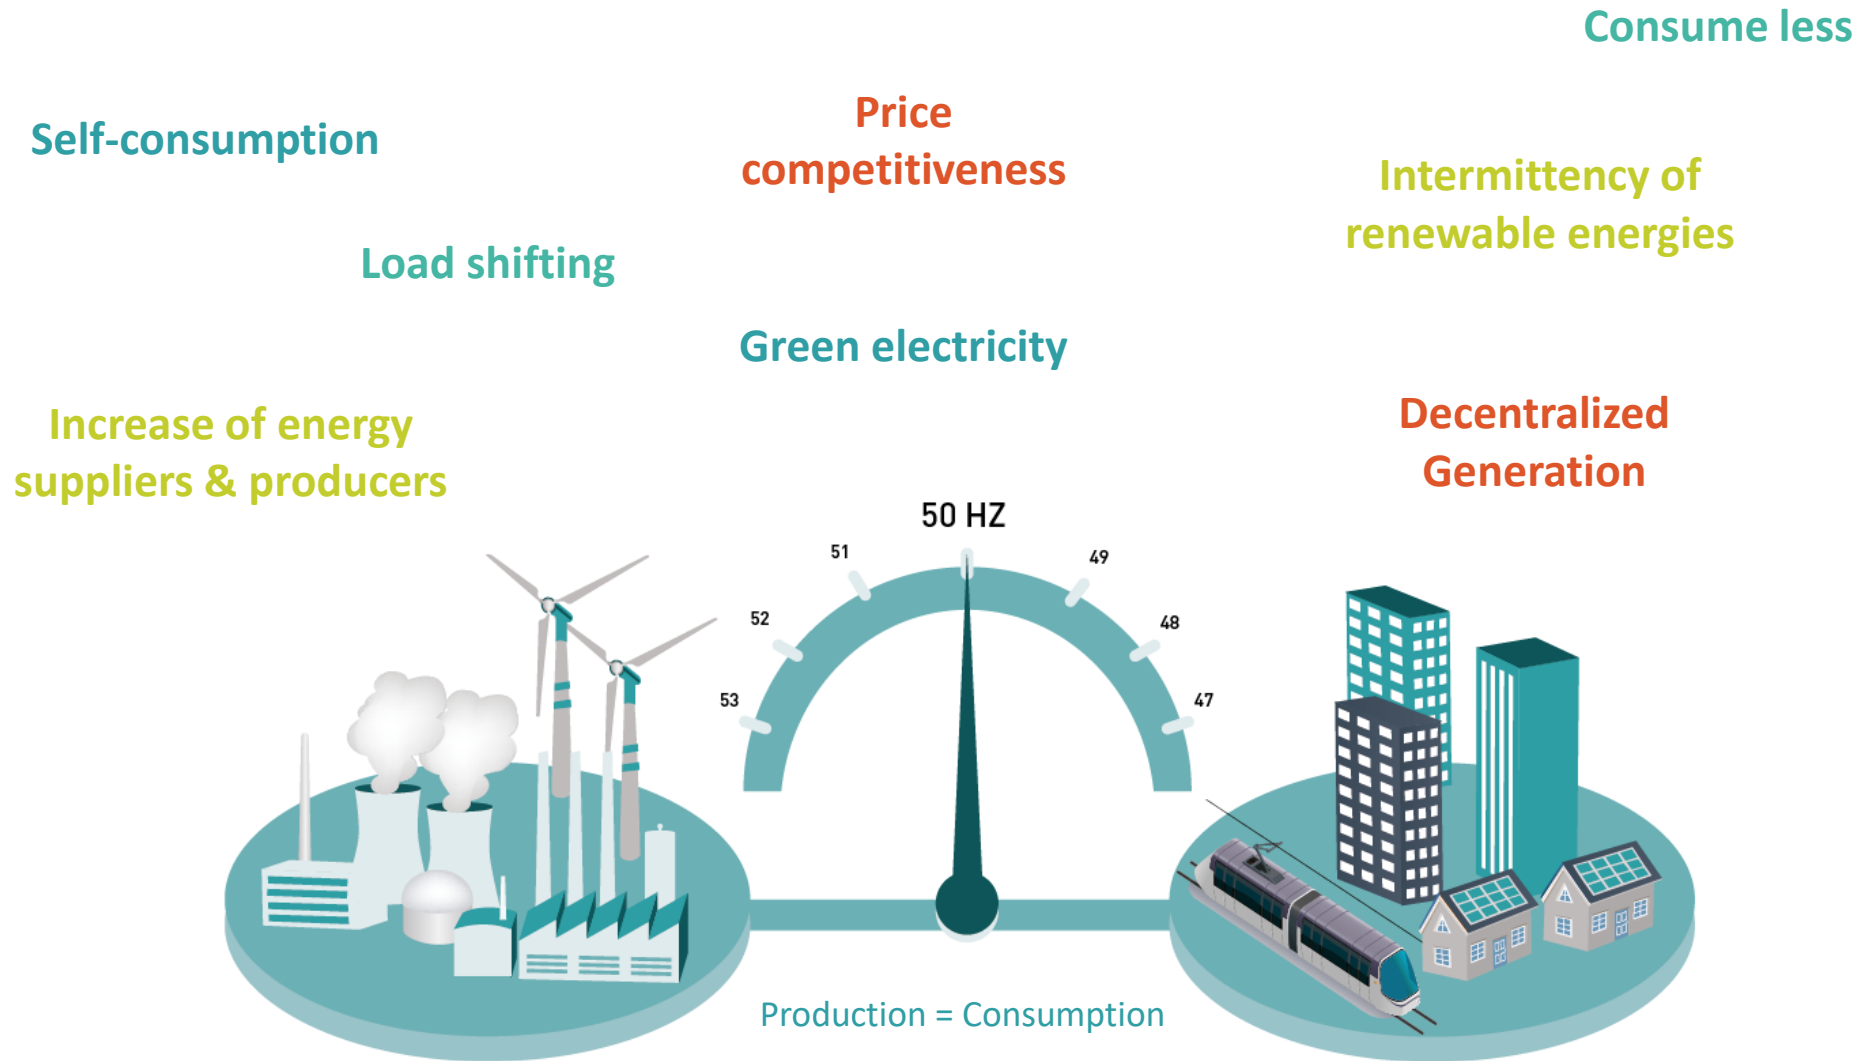 Consume less
Price
competitiveness
Self-consumption
Intermittency of
renewable energies
Load shifting
Green electricity
Increase of energy
suppliers & producers
Decentralized
Generation
50 HZ
51
49
52
48
53
47
Production = Consumption